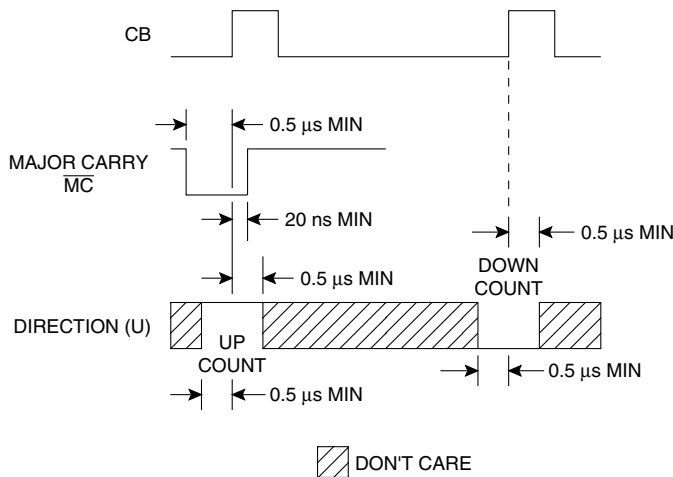 CB
0.5 μs MIN
MAJOR CARRY
MC
20 ns MIN
0.5 μs MIN
0.5 μs MIN
DOWN
COUNT
DIRECTION (U)
UP
COUNT
0.5 μs MIN
0.5 μs MIN
DON'T CARE